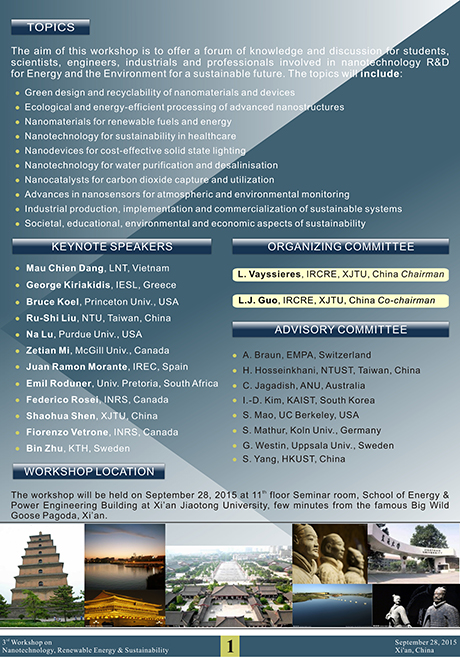 TOPICS
The aim of this workshop is to offer a forum of knowledge and discussion for students,
scientists, engineers, industrials and professionals involved in nanotechnology R&D
for Energy and the Environment for a sustainable future. The topics will include:
Green design and recyclability of nanomaterials and devices
Ecological and energy-efficient processing of advanced nanostructures
Nanomaterials for renewable fuels and energy
Nanotechnology for sustainability in healthcare
Nanodevices for cost-effective solid state lighting
Nanotechnology for water purification and desalinisation
Nanocatalysts for carbon dioxide capture and utilization
Advances in nanosensors for atmospheric and environmental monitoring
Industrial production, implementation and commercialization of sustainable systems
Societal, educational, environmental and economic aspects of sustainability
KEYNOTE SPEAKERS
Mau Chien Dang, LNT, Vietnam
George Kiriakidis, IESL, Greece
Bruce Koel, Princeton Univ., USA
Ru-Shi Liu, NTU, Taiwan, China
Na Lu, Purdue Univ., USA
Zetian Mi, McGill Univ., Canada
Juan Ramon Morante, IREC, Spain
Emil Roduner, Univ. Pretoria, South Africa
Federico Rosei, INRS, Canada
Shaohua Shen, XJTU, China
Fiorenzo Vetrone, INRS, Canada
Bin Zhu, KTH, Sweden
ORGANIZING COMMITTEE
L. Vayssieres, IRCRE, XJTU, China Chairman
L.J. Guo, IRCRE, XJTU, China Co-chairman
ADVISORY COMMITTEE
A. Braun, EMPA, Switzerland
H. Hosseinkhani, NTUST, Taiwan, China
C. Jagadish, ANU, Australia
I.-D. Kim, KAIST, South Korea
S. Mao, UC Berkeley, USA
S. Mathur, Koln Univ., Germany
G. Westin, Uppsala Univ., Sweden
S. Yang, HKUST, China
WORKSHOP LOCATION
The workshop will be held on September 28, 2015 at 11th floor Seminar room, School of Energy &
Power Engineering Building at Xi'an Jiaotong University, few minutes from the famous Big Wild
Goose Pagoda, Xi'an.
3rd Workshop on
Nanotechnology, Renewable Energy & Sustainability
1
September 28, 2015
Xi'an, China